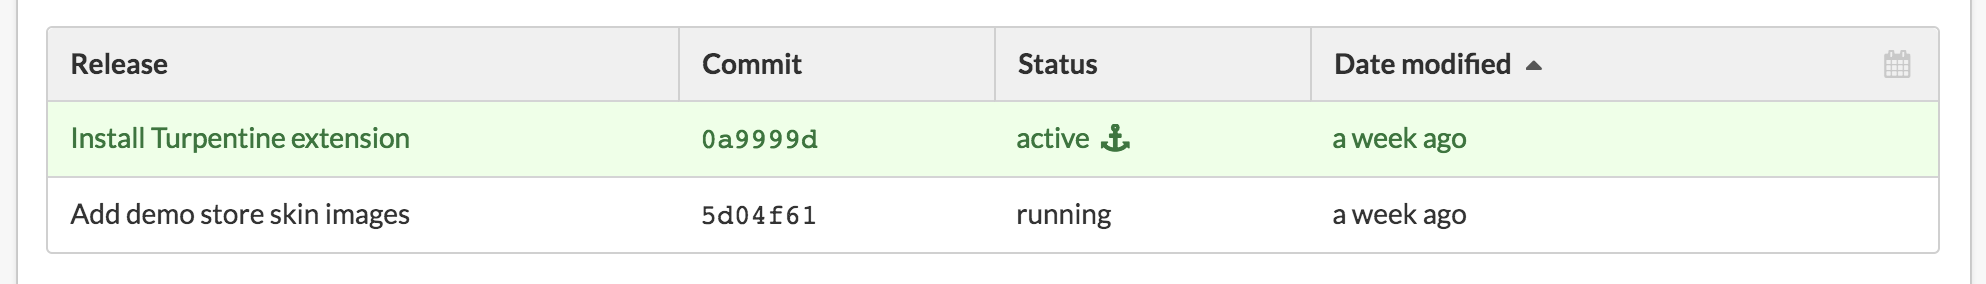 Release Commit Status Date modified
Install Turpentine extension 0a9999d active a week ago
Add demo store skin images 5d04f61 running a week ago